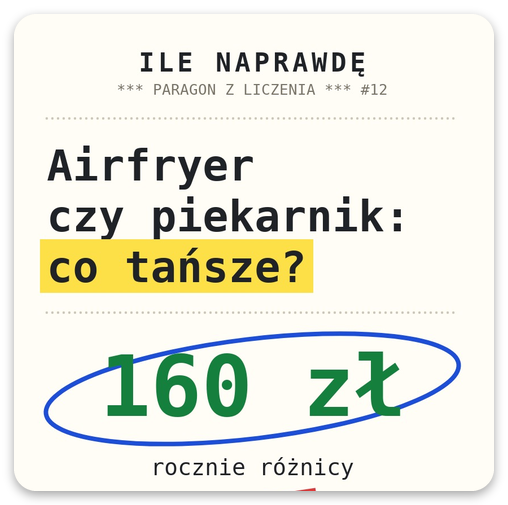 ILE NAPRAWDĘ
*** PARAGON Z LICZENIA *** #12
Airfryer
czy piekarnik:
co tańsze?
160 zł
rocznie różnicy